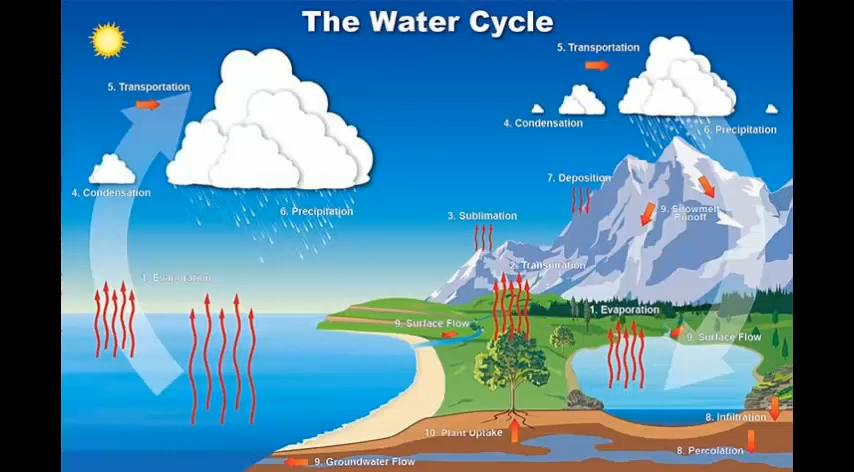 The Water Cycle
5. Transportation
5. Transportation
4. Condensation
6. Precipitation
7. Deposition
4. Condensation
6. Precipitation
3. Sublimation
9. Snowmelt
Runoff
2. Transpiration
1. Evaporation
1. Evaporation
9. Surface Flow
9. Surface Flow
8. Infiltration
10. Plant Uptake
8. Percolation
9. Groundwater Flow